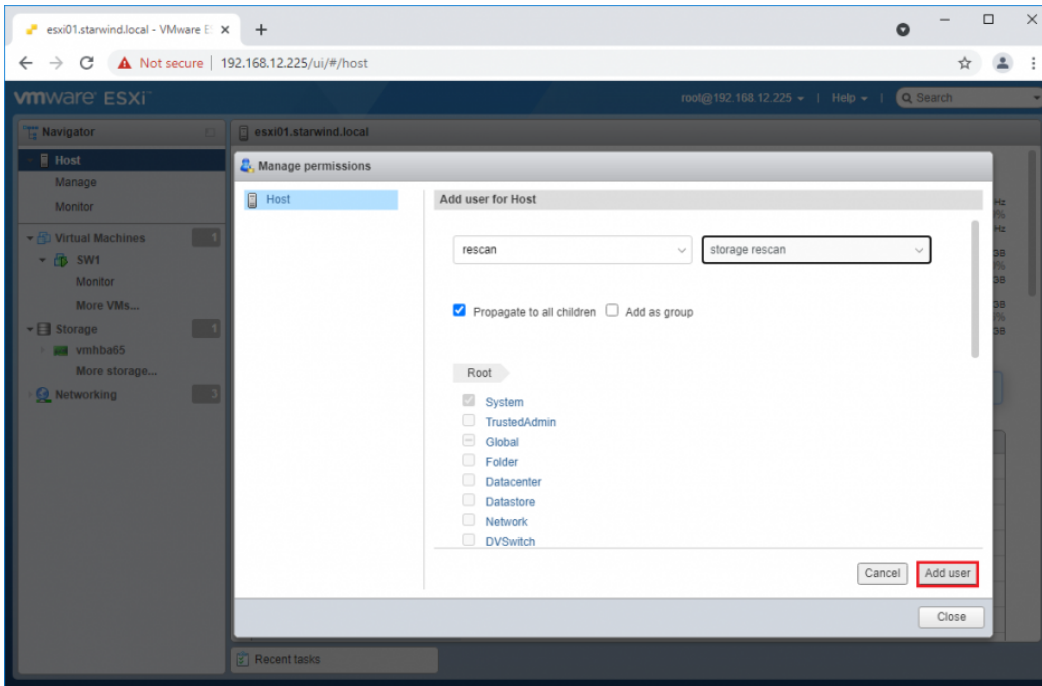 esxi01.starwind.local - VMware E
Not secure | 192.168.12.225/ui/#/host
vmware ESXi
root@192.168.12.225 | Help | Search
Navigator
esxi01.starwind.local
Host
Manage
Monitor
Virtual Machines 1
SW1
Monitor
More VMs...
Storage 1
vmhba65
More storage...
Networking 3
Manage permissions
Host
Add user for Host
rescan
storage rescan
Propagate to all children Add as group
Root
System
TrustedAdmin
Global
Folder
Datacenter
Datastore
Network
DVSwitch
Cancel Add user
Close
Recent tasks